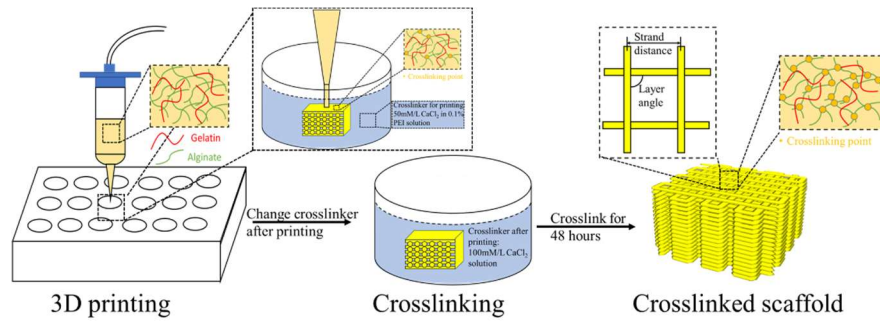 Gelatin
Alginate
• Crosslinking point
Crosslinker for printing:
50mM/L CaCl₂ in 0.1%
PEI solution
Change crosslinker
after printing
Crosslinker after
printing:
100mM/L CaCl₂
solution
Crosslink for
48 hours
Strand
distance
Layer
angle
• Crosslinking point
3D printing
Crosslinking
Crosslinked scaffold